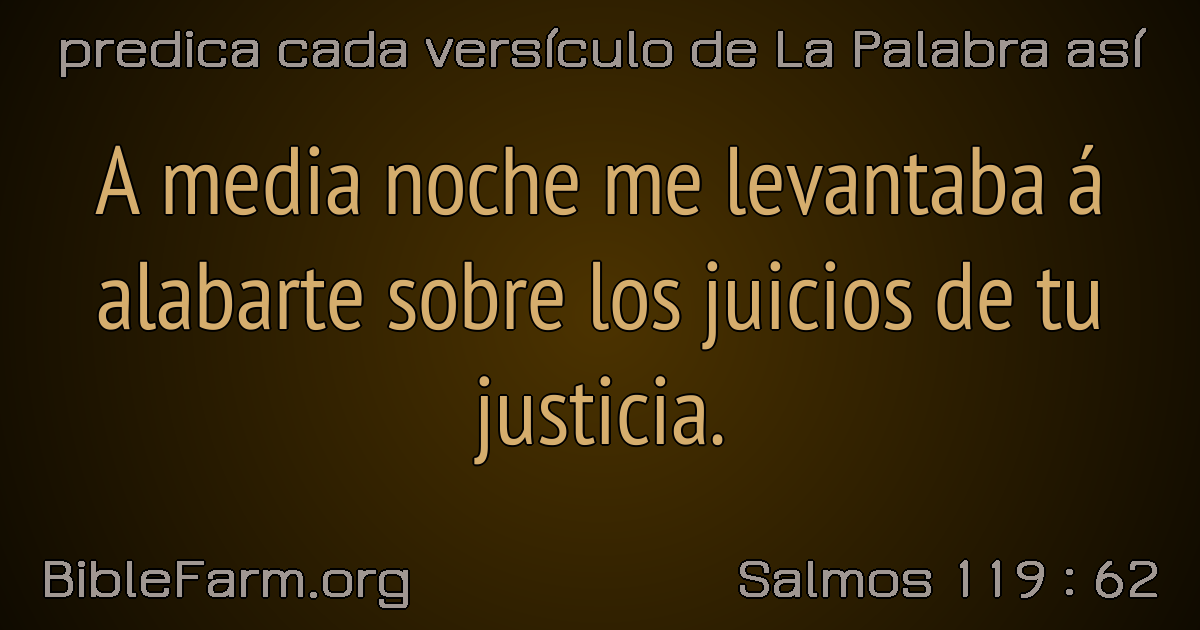 predica cada versículo de La Palabra así
A media noche me levantaba á
alabarte sobre los juicios de tu
justicia.
BibleFarm.org
Salmos 119 : 62